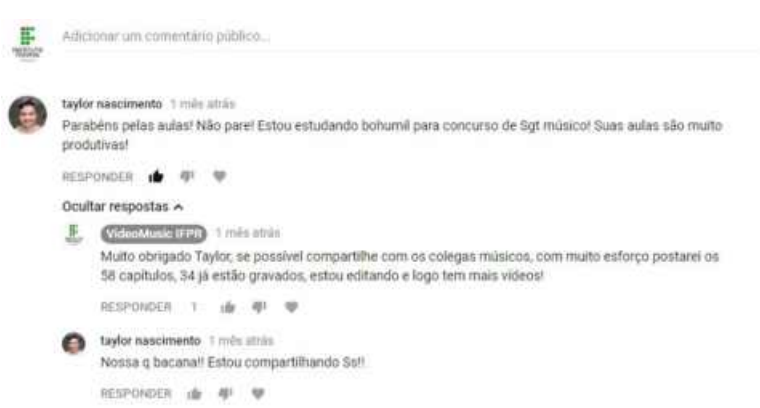 Adicionar um comentário público...
taylor nascimento 1 mês atrás
Parabéns pelas aulas! Não pare! Estou estudando bohumil para concurso de Sgt músico! Suas aulas são muito
produtivas!
RESPONDER
Ocultar respostas
VideoMusic IFPR 1 mês atrás
Muito obrigado Taylor, se possível compartilhe com os colegas músicos, com muito esforço postarei os
58 capítulos, 34 já estão gravados, estou editando e logo tem mais vídeos!
RESPONDER 1
taylor nascimento 1 mês atrás
Nossa q bacana!! Estou compartilhando Ss!!
RESPONDER